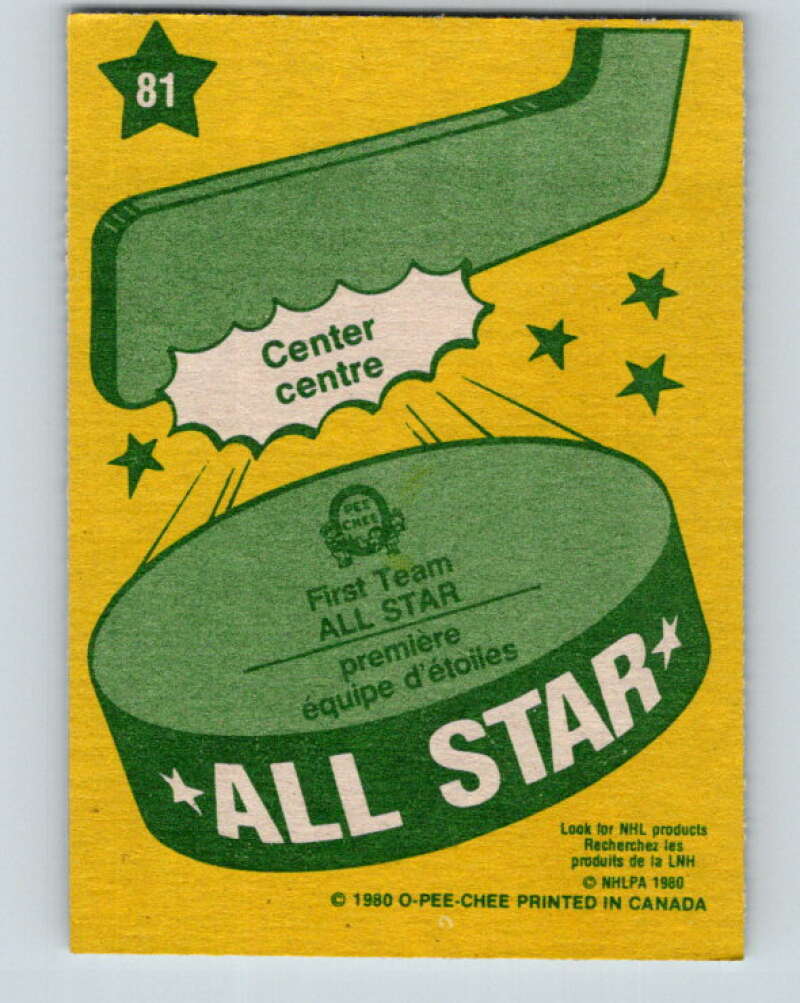 81
Center
centre
PEE
CHEE
First Team
ALL STAR
première
équipe d'étoiles
ALL STAR
Look for NHL products
Recherchez les
produits de la LNH
© NHLPA 1980
© 1980 O-PEE-CHEE PRINTED IN CANADA